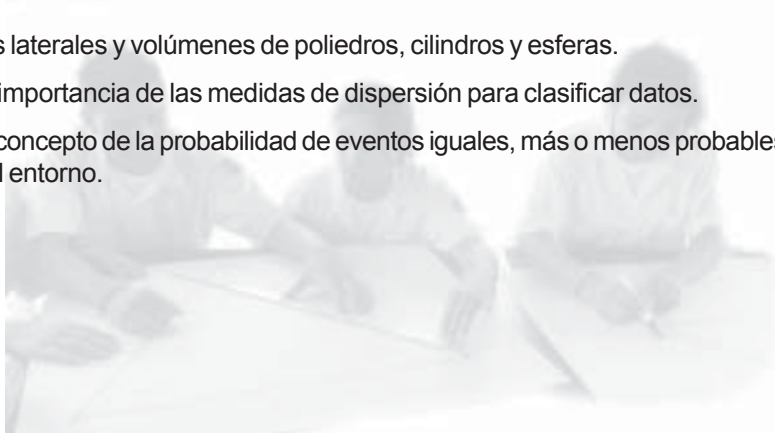 s laterales y volúmenes de poliedros, cilindros y esferas.
importancia de las medidas de dispersión para clasificar datos.
concepto de la probabilidad de eventos iguales, más o menos probables
l entorno.